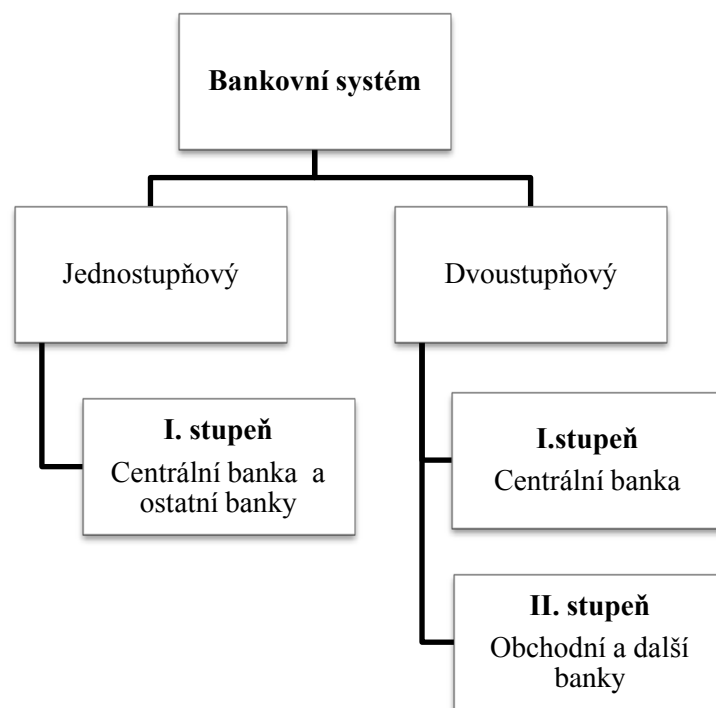 Bankovní systém
Jednostupňový
Dvoustupňový
I. stupeň
Centrální banka a
ostatní banky
I.stupeň
Centrální banka
II. stupeň
Obchodní a další
banky